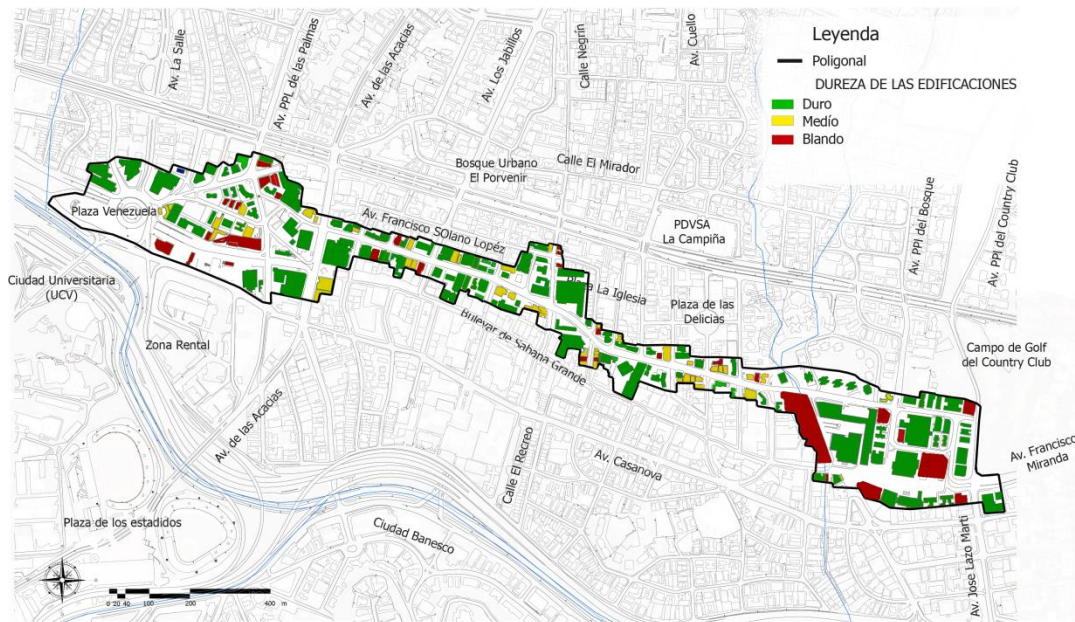 Leyenda
Poligonal
DUREZA DE LAS EDIFICACIONES
Duro
Medío
Blando
Av. La Salle
Av. PPL de las Palmas
Av. de las Acacias
Av. Los Jabillos
Calle Negrín
Av. Cuello
Bosque Urbano
El Porvenir
Calle El Mirador
Av. PPl del Bosque
Av. PPl del Country Club
Plaza Venezuela
Av. Francisco SOlano Lopéz
PDVSA
La Campiña
La Iglesia
Plaza de las
Delicias
Ciudad Universitaria
(UCV)
Zona Rental
Bulevar de Sabana Grande
Campo de Golf
del Country Club
Av. de las Acacias
Calle El Recreo
Av. Casanova
Av. Francisco
Miranda
Plaza de los estadidos
Ciudad Banesco
Av. Jose Lazo Marti
0 20 40 100 200 400 m